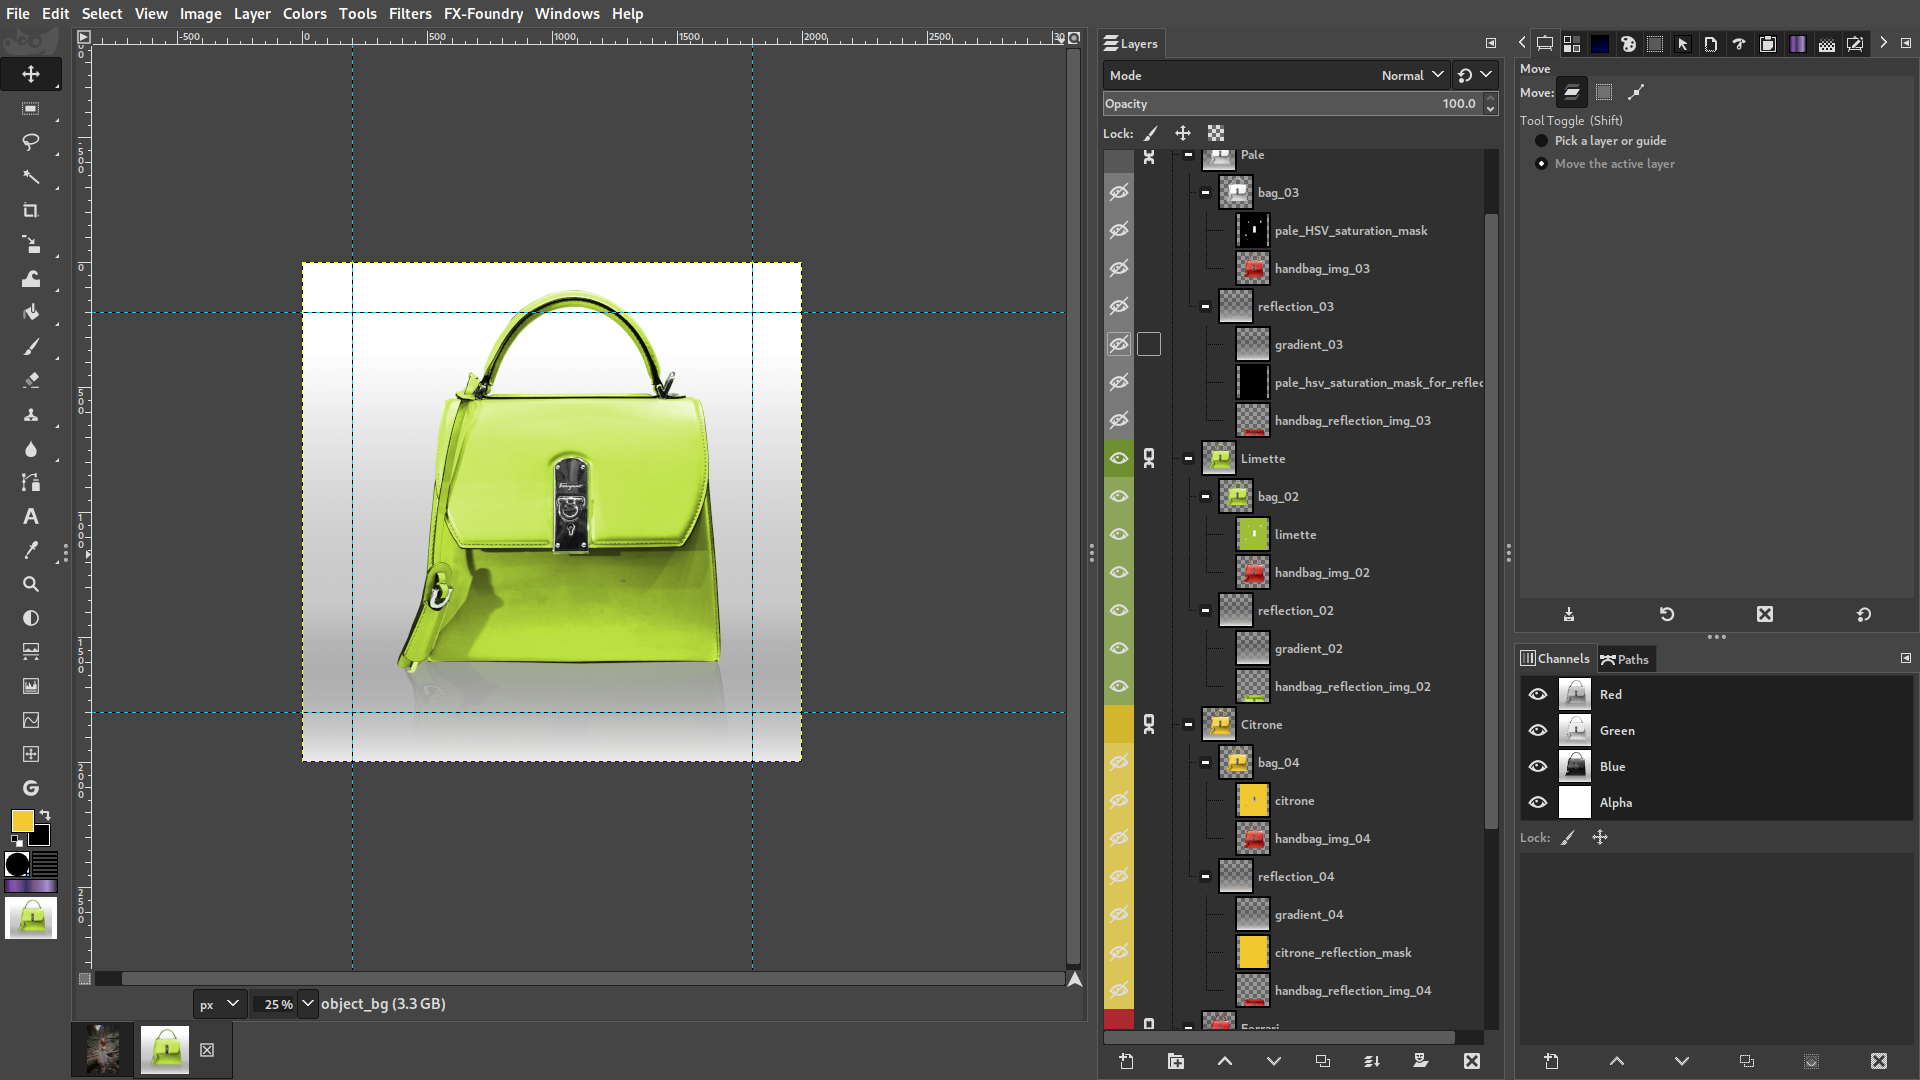 File Edit Select View Image Layer Colors Tools Filters FX-Foundry Windows Help
-500 0 500 1000 1500 2000 2500 30
Layers
Mode Normal
Opacity 100.0
Lock:
Pale
bag_03
pale_HSV_saturation_mask
handbag_img_03
reflection_03
gradient_03
pale_hsv_saturation_mask_for_reflec
handbag_reflection_img_03
Limette
bag_02
limette
handbag_img_02
reflection_02
gradient_02
handbag_reflection_img_02
Citrone
bag_04
citrone
handbag_img_04
reflection_04
gradient_04
citrone_reflection_mask
handbag_reflection_img_04
Ferrari
Move
Move:
Tool Toggle (Shift)
Pick a layer or guide
Move the active layer
Channels Paths
Red
Green
Blue
Alpha
Lock:
px 25 % object_bg (3.3 GB)